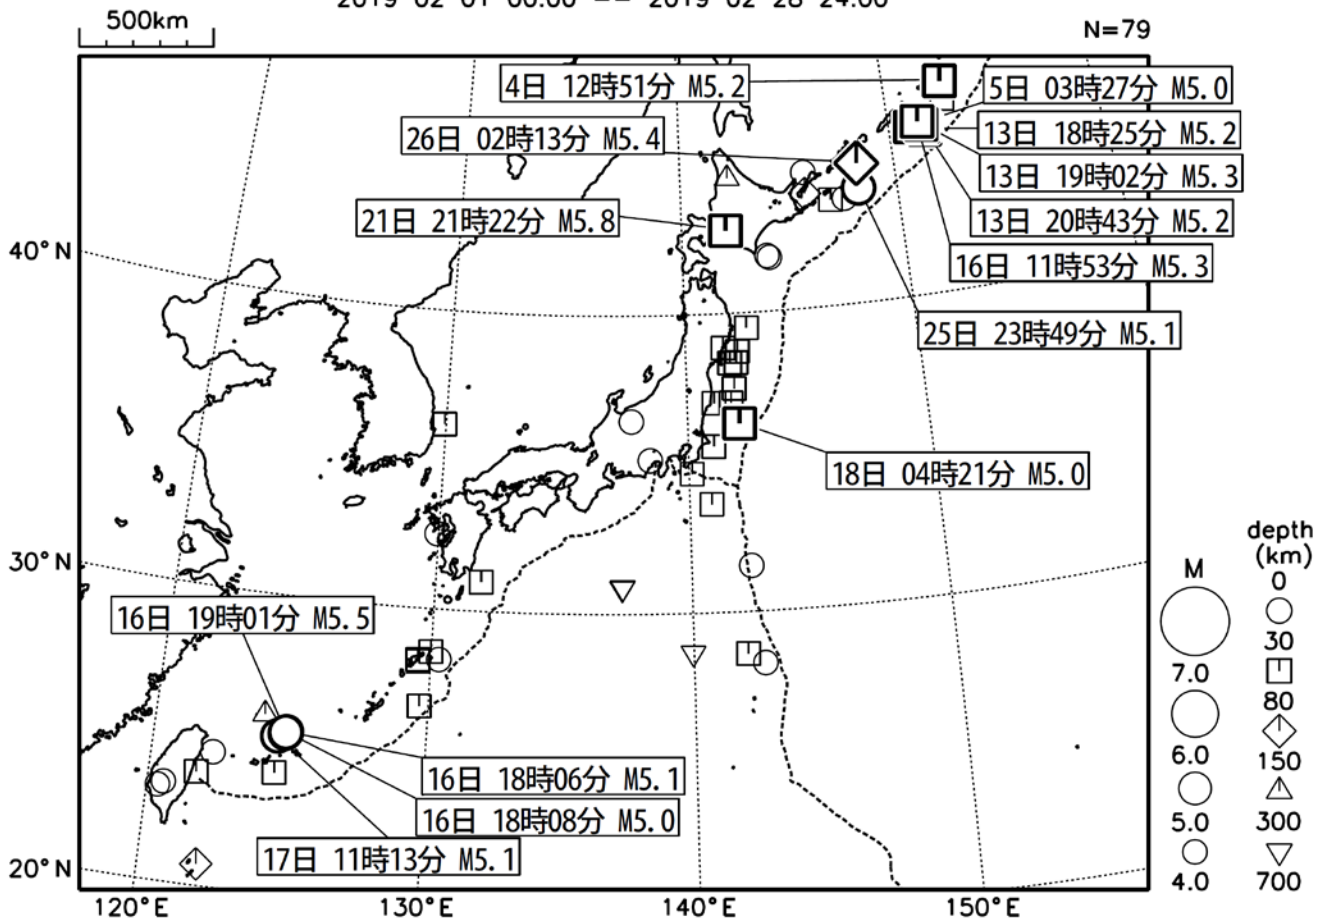 2019 02 01 00:00 -- 2019 02 28 24:00
500km
N=79
4日 12時51分 M5.2
5日 03時27分 M5.0
26日 02時13分 M5.4
13日 18時25分 M5.2
13日 19時02分 M5.3
21日 21時22分 M5.8
13日 20時43分 M5.2
16日 11時53分 M5.3
25日 23時49分 M5.1
18日 04時21分 M5.0
16日 19時01分 M5.5
16日 18時06分 M5.1
16日 18時08分 M5.0
17日 11時13分 M5.1
40°N
30°N
20°N
120°E
130°E
140°E
150°E
M
7.0
6.0
5.0
4.0
depth
(km)
0
30
80
150
300
700